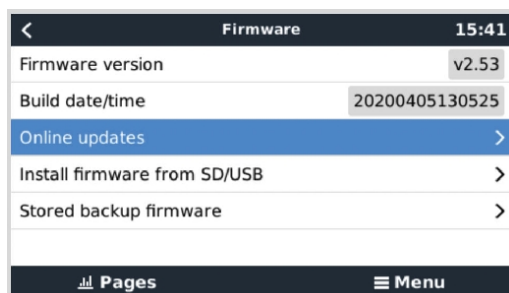 Firmware 15:41
Firmware version v2.53
Build date/time 20200405130525
Online updates
Install firmware from SD/USB
Stored backup firmware
Pages Menu